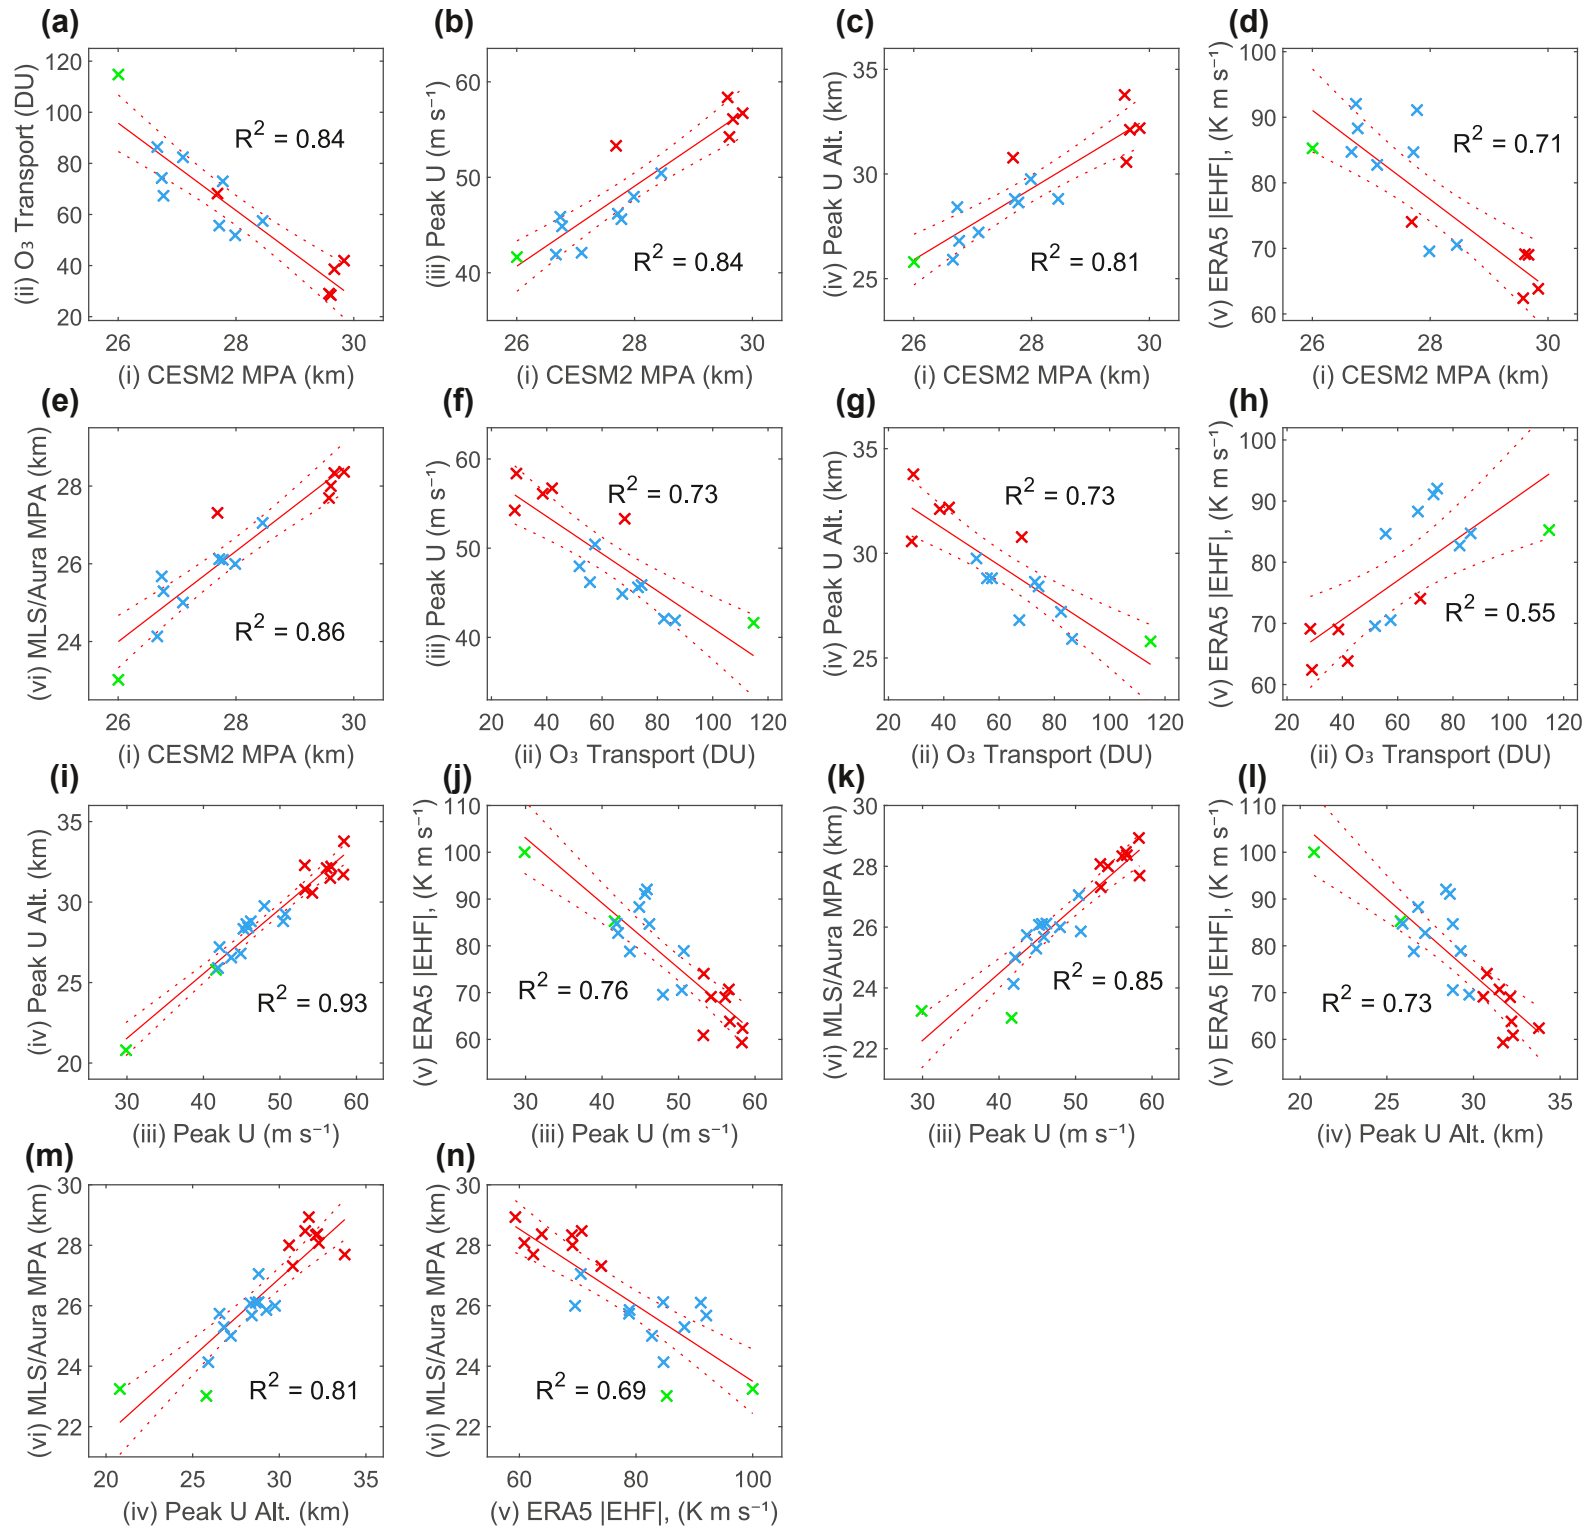 (a)
(ii) O₃ Transport (DU)
120
100
80
60
40
20
R² = 0.84
26
28
30
(i) CESM2 MPA (km)
(b)
(iii) Peak U (m s⁻¹)
60
50
40
R² = 0.84
26
28
30
(i) CESM2 MPA (km)
(c)
(iv) Peak U Alt. (km)
35
30
25
R² = 0.81
26
28
30
(i) CESM2 MPA (km)
(d)
(v) ERA5 |EHF|, (K m s⁻¹)
100
90
80
70
60
R² = 0.71
26
28
30
(i) CESM2 MPA (km)
(e)
(vi) MLS/Aura MPA (km)
28
26
24
R² = 0.86
26
28
30
(i) CESM2 MPA (km)
(f)
(iii) Peak U (m s⁻¹)
60
50
40
R² = 0.73
20
40
60
80
100
120
(ii) O₃ Transport (DU)
(g)
(iv) Peak U Alt. (km)
35
30
25
R² = 0.73
20
40
60
80
100
120
(ii) O₃ Transport (DU)
(h)
(v) ERA5 |EHF|, (K m s⁻¹)
100
90
80
70
60
R² = 0.55
20
40
60
80
100
120
(ii) O₃ Transport (DU)
(i)
(iv) Peak U Alt. (km)
35
30
25
20
R² = 0.93
30
40
50
60
(iii) Peak U (m s⁻¹)
(j)
(v) ERA5 |EHF|, (K m s⁻¹)
110
100
90
80
70
60
R² = 0.76
30
40
50
60
(iii) Peak U (m s⁻¹)
(k)
(vi) MLS/Aura MPA (km)
30
28
26
24
22
R² = 0.85
30
40
50
60
(iii) Peak U (m s⁻¹)
(l)
(v) ERA5 |EHF|, (K m s⁻¹)
110
100
90
80
70
60
R² = 0.73
20
25
30
35
(iv) Peak U Alt. (km)
(m)
(vi) MLS/Aura MPA (km)
30
28
26
24
22
R² = 0.81
20
25
30
35
(iv) Peak U Alt. (km)
(n)
(vi) MLS/Aura MPA (km)
30
28
26
24
22
R² = 0.69
60
80
100
(v) ERA5 |EHF|, (K m s⁻¹)